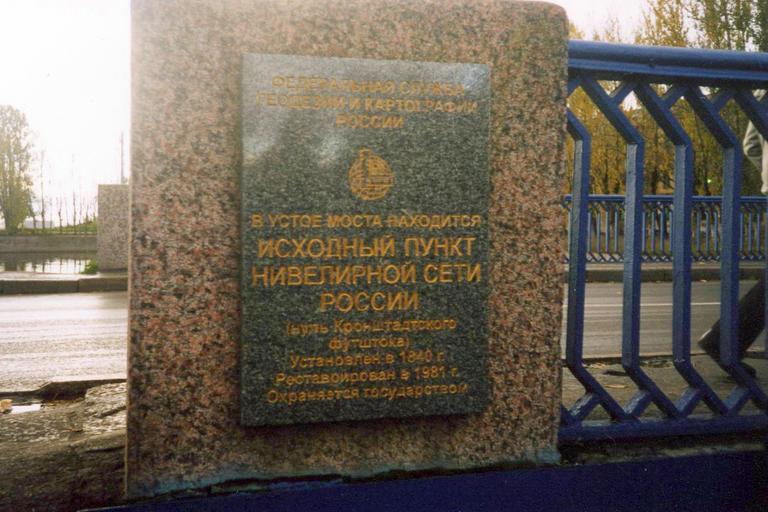 ФЕДЕРАЛЬНАЯ СЛУЖБА
ГЕОДЕЗИИ И КАРТОГРАФИИ
РОССИИ
В УСТОЕ МОСТА НАХОДИТСЯ
ИСХОДНЫЙ ПУНКТ
НИВЕЛИРНОЙ СЕТИ
РОССИИ
(нуль Кронштадтского
футштока)
Установлен в 1840 г.
Реставрирован в 1981 г.
Охраняется государством